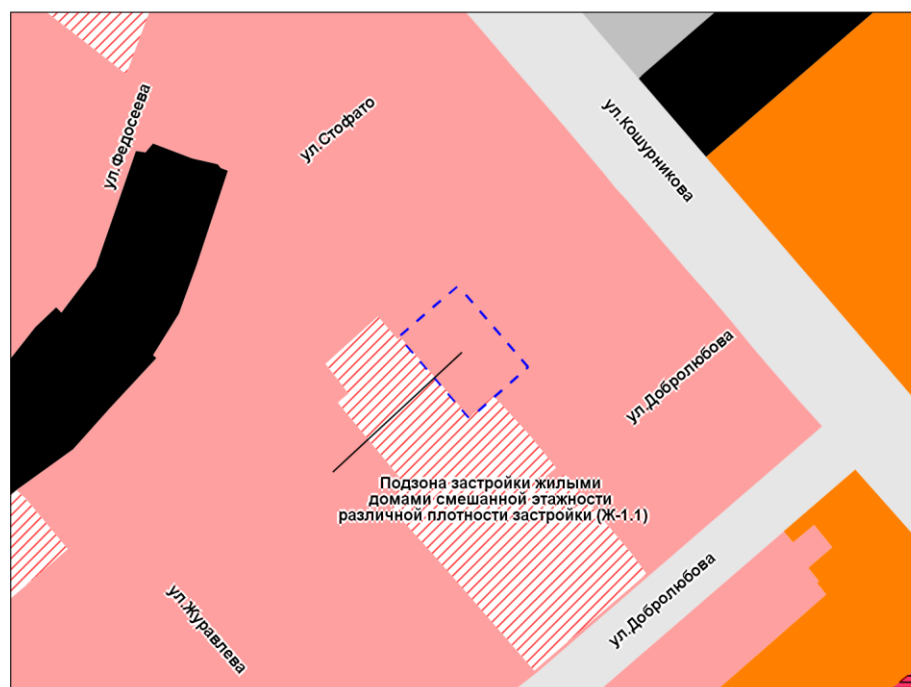 ул.Федосеева
ул.Стофато
ул.Кошурникова
ул.Добролюбова
Подзона застройки жилыми
домами смешанной этажности
различной плотности застройки (Ж-1.1)
ул.Добролюбова
ул.Журавлева